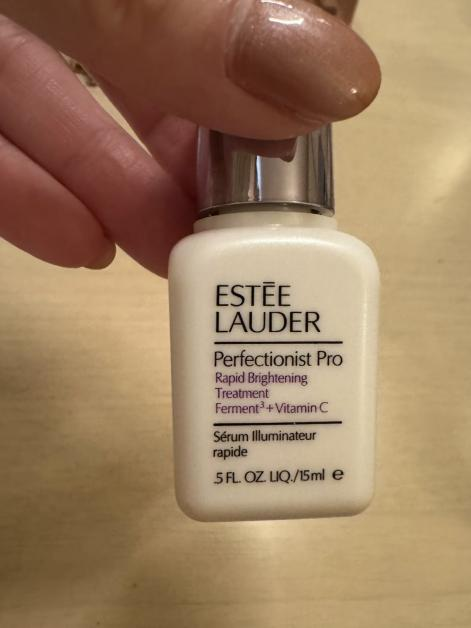 ESTĒE
LAUDER
Perfectionist Pro
Rapid Brightening
Treatment
Ferment³ + Vitamin C
Sérum Illuminateur
rapide
.5 FL. OZ. LIQ./15ml ℮